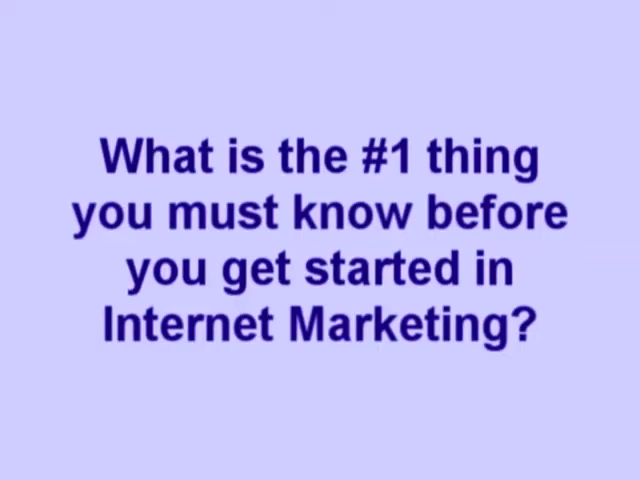 What is the #1 thing
you must know before
you get started in
Internet Marketing?